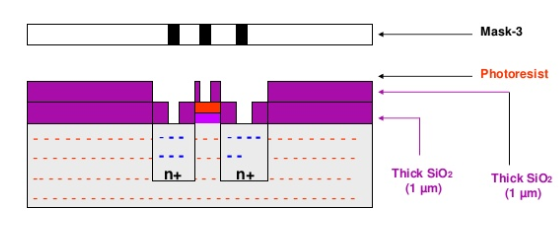 Mask-3
Photoresist
Thick SiO₂
(1 μm)
Thick SiO₂
(1 μm)
n+
n+